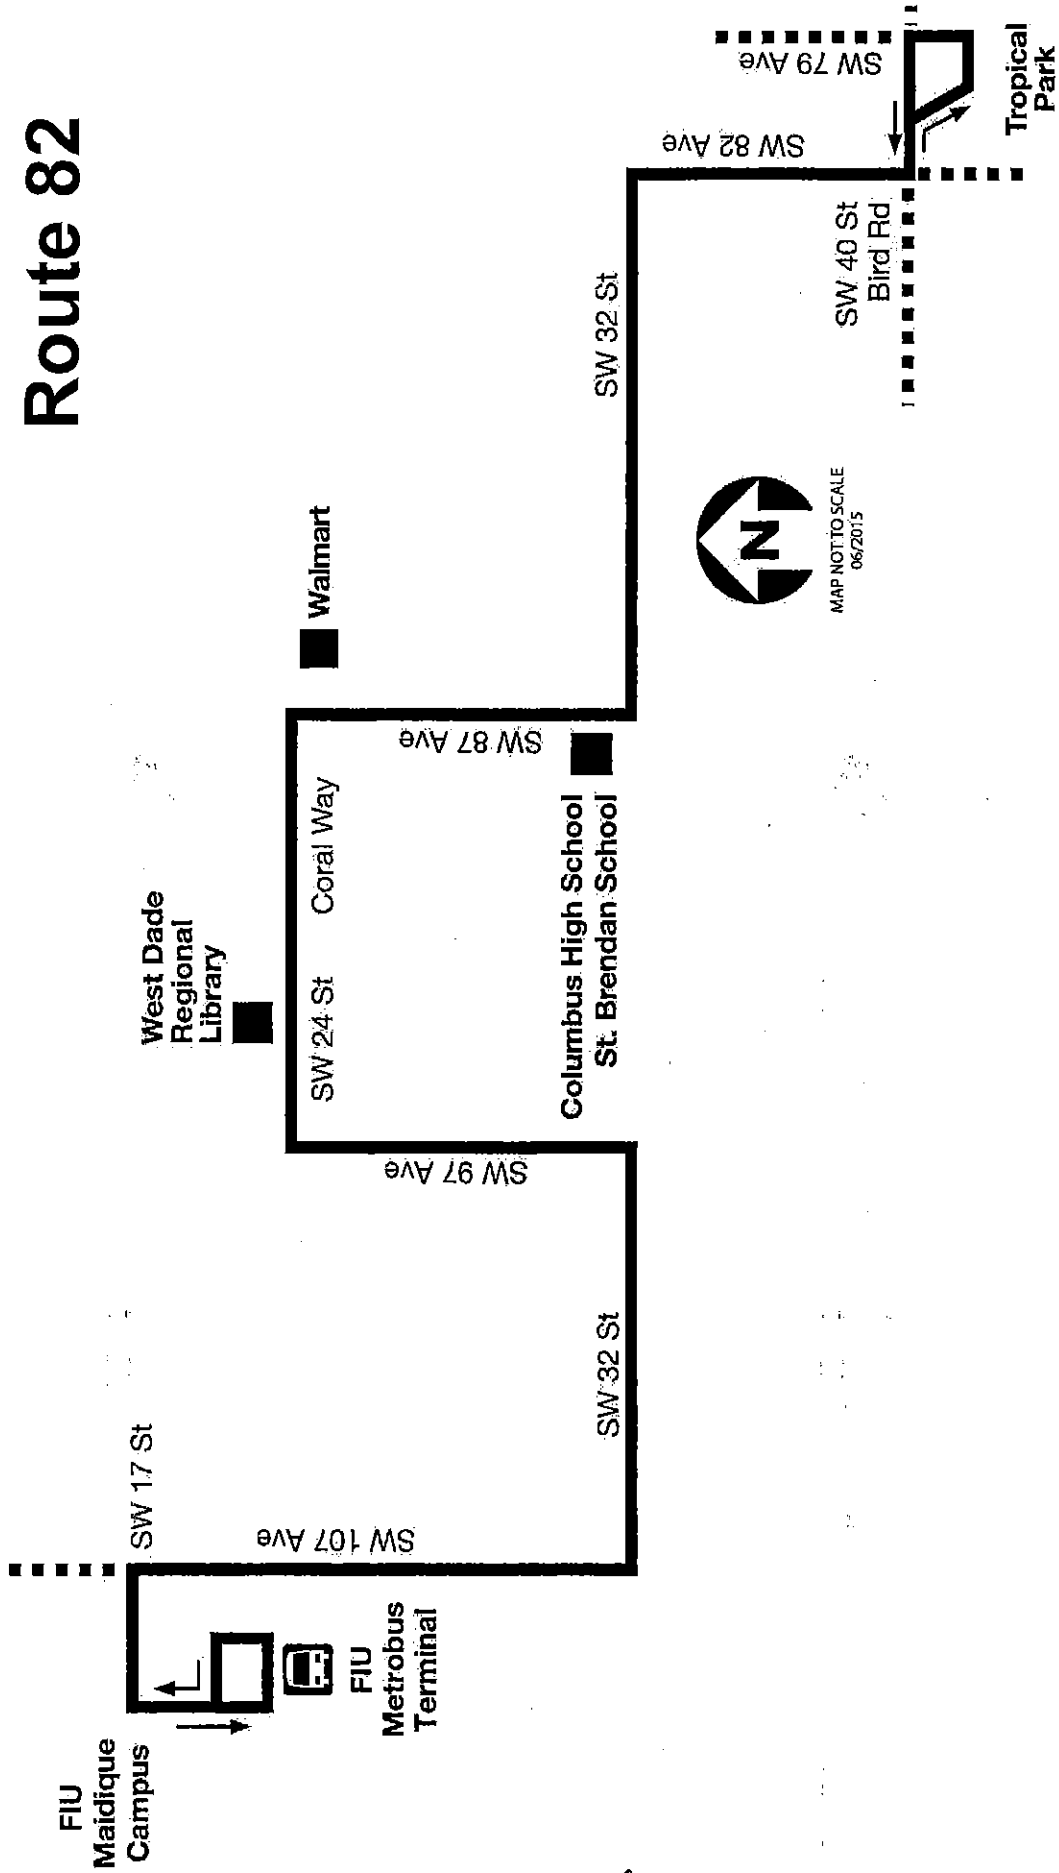 Route 82
FIU
Maidique
Campus
SW 17 St
FIU
Metrobus
Terminal
SW 107 Ave
SW 32 St
SW 97 Ave
West Dade
Regional
Library
SW 24 St
Coral Way
Walmart
SW 87 Ave
Columbus High School
St. Brendan School
SW 32 St
N
MAP NOT TO SCALE
06/2015
SW 82 Ave
SW 79 Ave
SW 40 St
Bird Rd
Tropical
Park